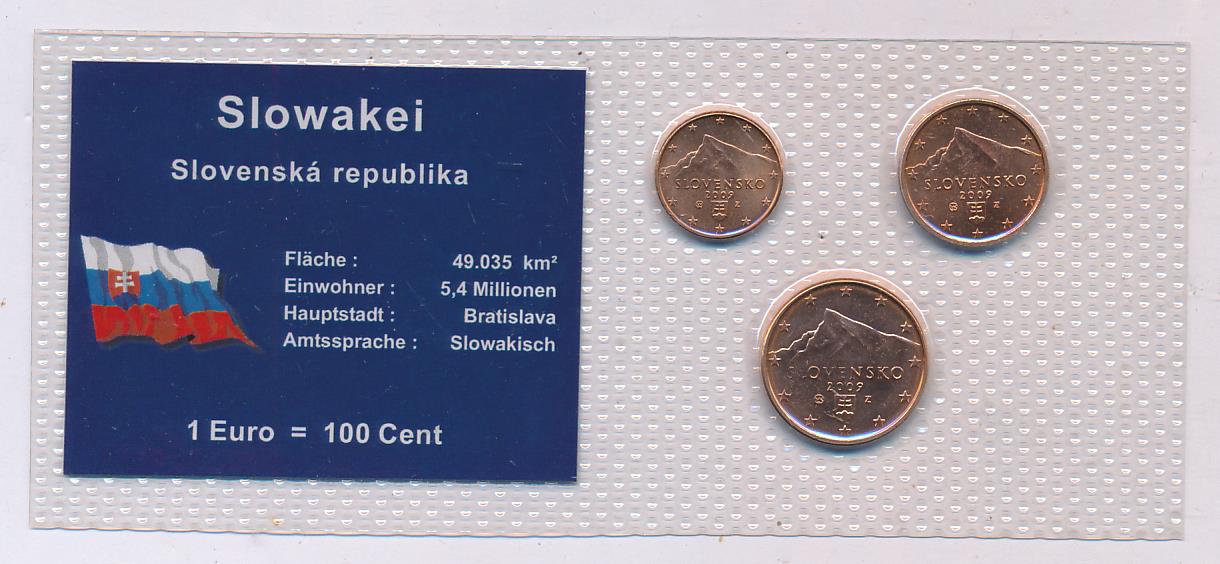 Slowakei
Slovenská republika
Fläche : 49.035 km²
Einwohner : 5,4 Millionen
Hauptstadt : Bratislava
Amtssprache : Slowakisch
1 Euro = 100 Cent
SLOVENSKO
2009
Z
SLOVENSKO
2009
Z
SLOVENSKO
2009
Z